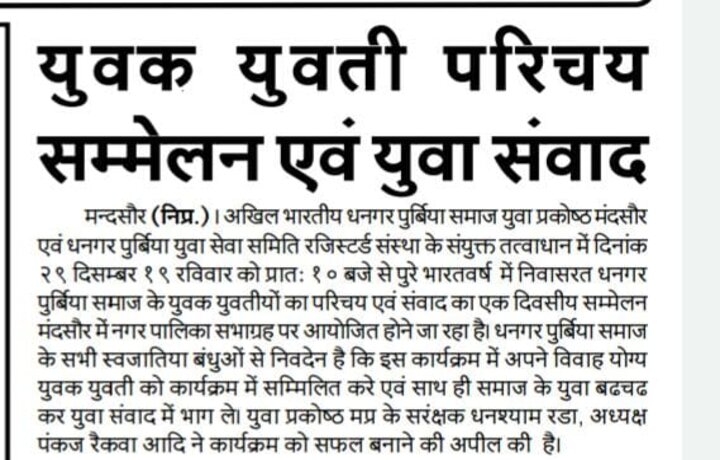 युवक युवती परिचय
सम्मेलन एवं युवा संवाद
मन्दसौर (निप्र.)। अखिल भारतीय धनगर पुर्बिया समाज युवा प्रकोष्ठ मंदसौर
एवं धनगर पुर्बिया युवा सेवा समिति रजिस्टर्ड संस्था के संयुक्त तत्वाधान में दिनांक
२९ दिसम्बर १९ रविवार को प्रातः १० बजे से पुरे भारतवर्ष में निवासरत धनगर
पुर्बिया समाज के युवक युवतीयों का परिचय एवं संवाद का एक दिवसीय सम्मेलन
मंदसौर में नगर पालिका सभाग्रह पर आयोजित होने जा रहा है। धनगर पुर्बिया समाज
के सभी स्वजातिया बंधुओं से निवदेन है कि इस कार्यक्रम में अपने विवाह योग्य
युवक युवती को कार्यक्रम में सम्मिलित करे एवं साथ ही समाज के युवा बढचढ
कर युवा संवाद में भाग ले। युवा प्रकोष्ठ मप्र के सरंक्षक धनश्याम रडा, अध्यक्ष
पंकज रैकवा आदि ने कार्यक्रम को सफल बनाने की अपील की है।